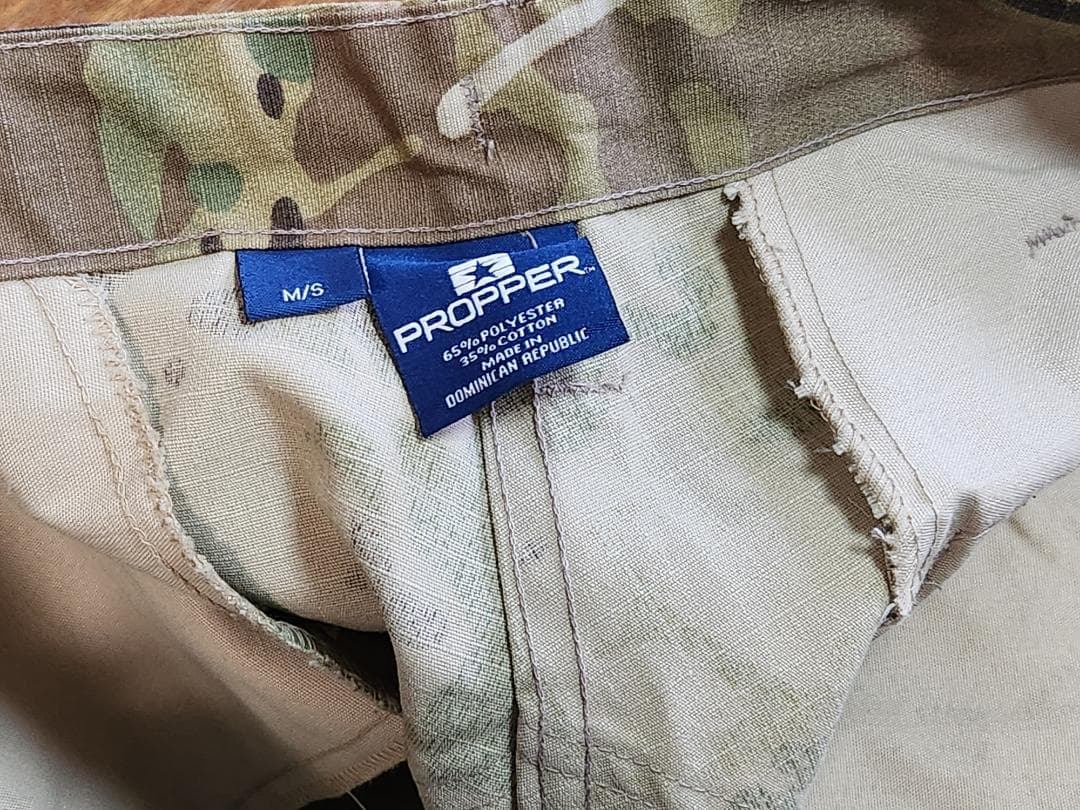 M/S
PROPPER™
65% POLYESTER
35% COTTON
MADE IN
DOMINICAN REPUBLIC